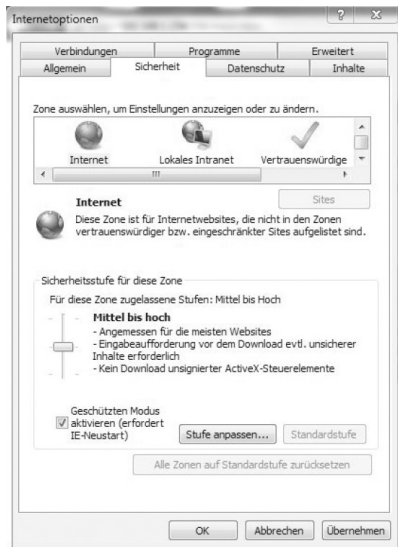 Internetoptionen
Verbindungen Programme Erweitert
Allgemein Sicherheit Datenschutz Inhalte
Zone auswählen, um Einstellungen anzuzeigen oder zu ändern.
Internet Lokales Intranet Vertrauenswürdige
Internet Sites
Diese Zone ist für Internetwebsites, die nicht in den Zonen
vertrauenswürdiger bzw. eingeschränkter Sites aufgelistet sind.
Sicherheitsstufe für diese Zone
Für diese Zone zugelassene Stufen: Mittel bis Hoch
Mittel bis hoch
- Angemessen für die meisten Websites
- Eingabeaufforderung vor dem Download evtl. unsicherer
Inhalte erforderlich
- Kein Download unsignierter ActiveX-Steuerelemente
Geschützten Modus
aktivieren (erfordert
IE-Neustart) Stufe anpassen... Standardstufe
Alle Zonen auf Standardstufe zurücksetzen
OK Abbrechen Übernehmen